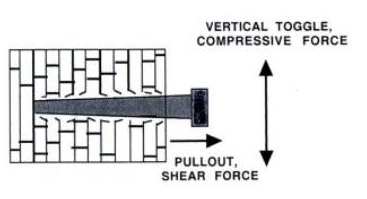 VERTICAL TOGGLE,
COMPRESSIVE FORCE
PULLOUT,
SHEAR FORCE